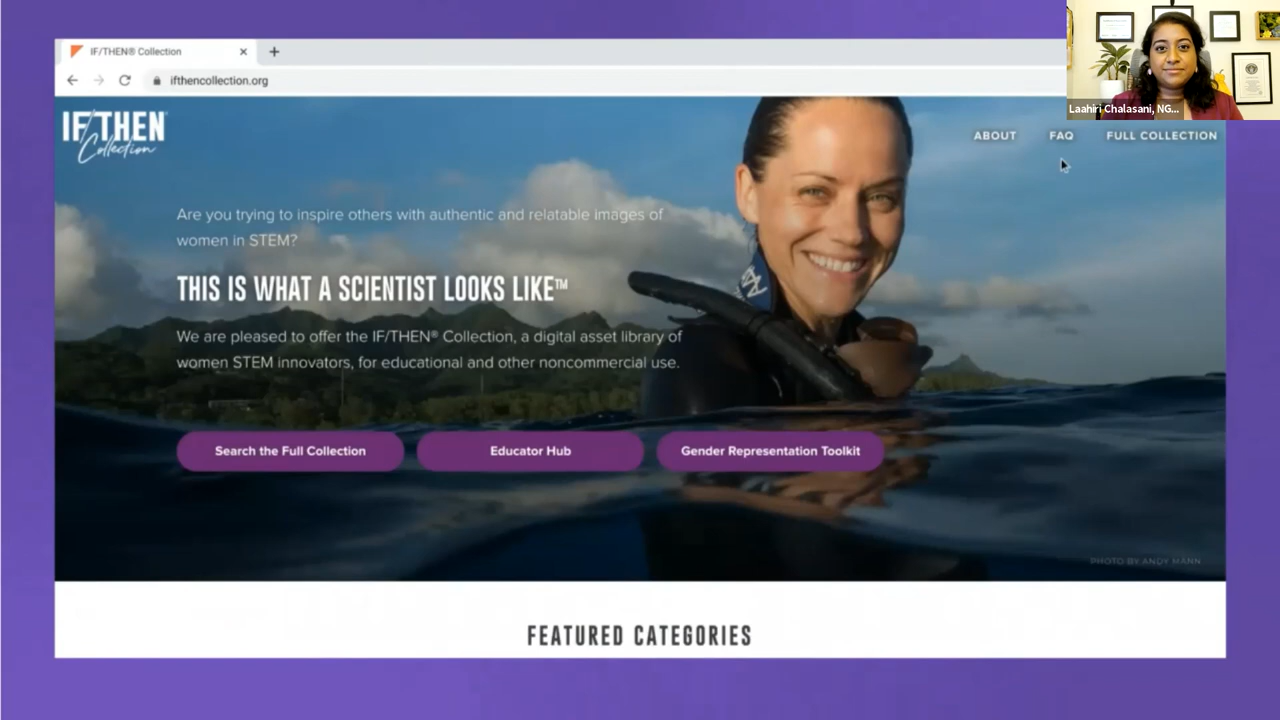 IF/THEN® Collection
ifthencollection.org
Laahiri Chalasani, NG...
IF/THEN
Collection
ABOUT
FAQ
FULL COLLECTION
Are you trying to inspire others with authentic and relatable images of
women in STEM?
THIS IS WHAT A SCIENTIST LOOKS LIKE™
We are pleased to offer the IF/THEN® Collection, a digital asset library of
women STEM innovators, for educational and other noncommercial use.
Search the Full Collection
Educator Hub
Gender Representation Toolkit
PHOTO BY ANDY MANN
FEATURED CATEGORIES